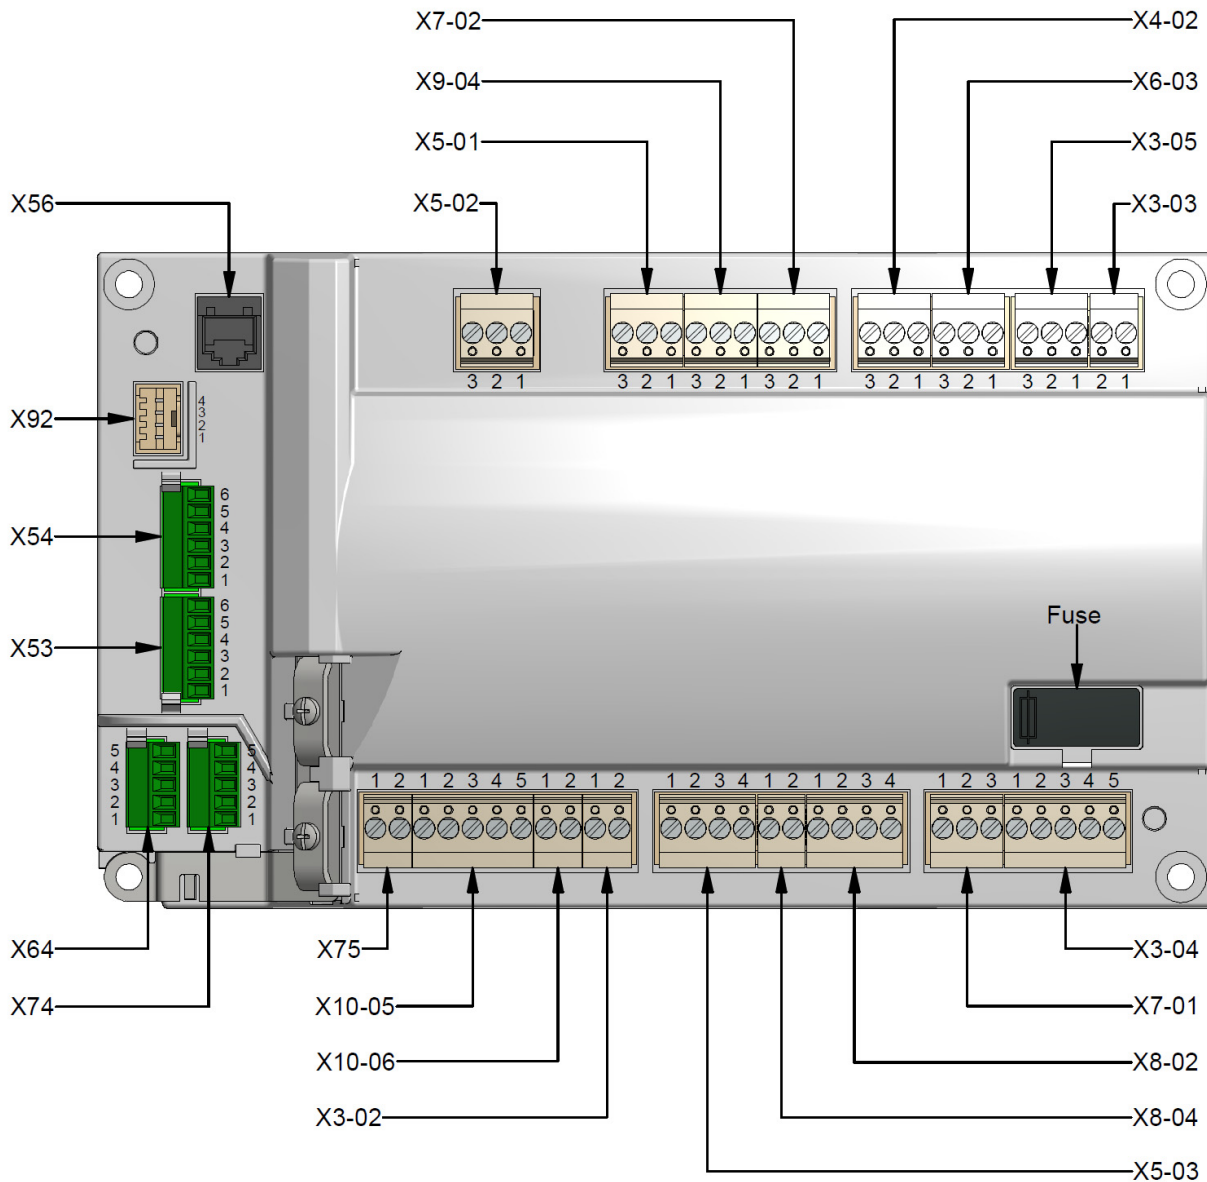 X7-02
X4-02
X9-04
X6-03
X5-01
X3-05
X56
X5-02
X3-03
3 2 1
3 2 1 3 2 1 3 2 1
3 2 1 3 2 1
3 2 1 2 1
X92
4
3
2
1
X54
6
5
4
3
2
1
X53
6
5
4
3
2
1
Fuse
5
4
3
2
1
5
4
3
2
1
1 2 1 2 3 4 5 1 2 1 2
1 2 3 4 1 2 1 2 3 4
1 2 3 1 2 3 4 5
X64
X75
X3-04
X74
X10-05
X7-01
X10-06
X8-02
X3-02
X8-04
X5-03